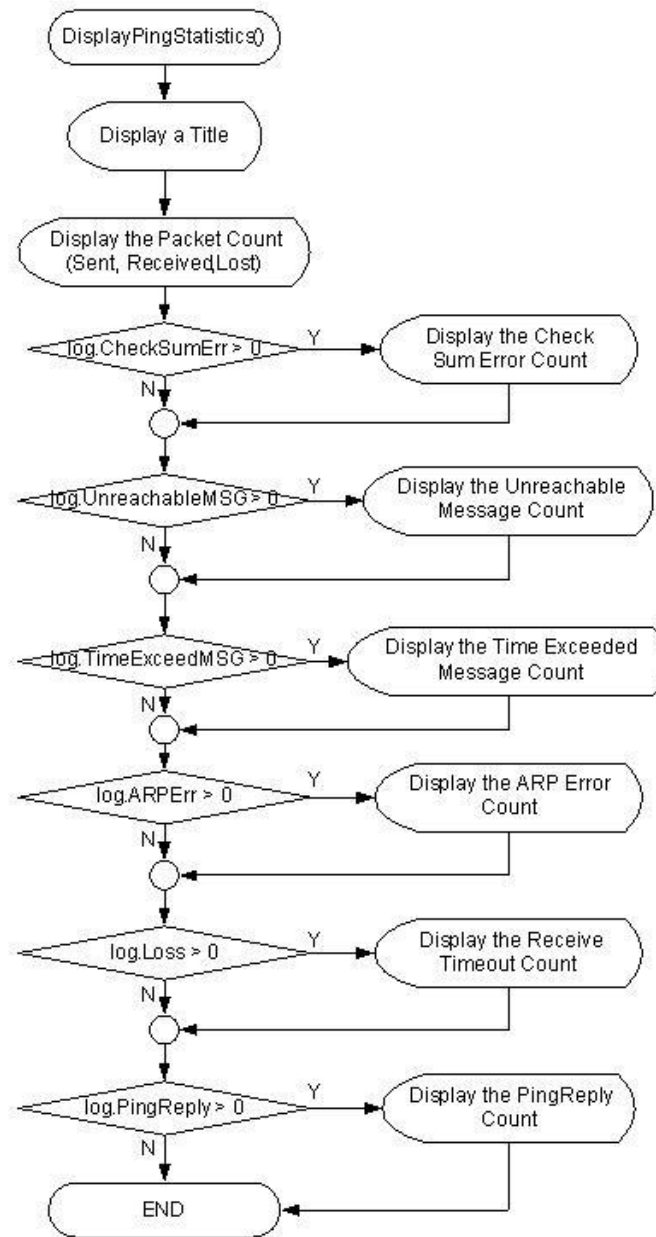 DisplayPingStatistics()
Display a Title
Display the Packet Count
(Sent, Received,Lost)
log.CheckSumErr > 0
Y
Display the Check
Sum Error Count
N
log.UnreachableMSG > 0
Y
Display the Unreachable
Message Count
N
log.TimeExceedMSG > 0
Y
Display the Time Exceeded
Message Count
N
log.ARPErr > 0
Y
Display the ARP Error
Count
N
log.Loss > 0
Y
Display the Receive
Timeout Count
N
log.PingReply > 0
Y
Display the PingReply
Count
N
END